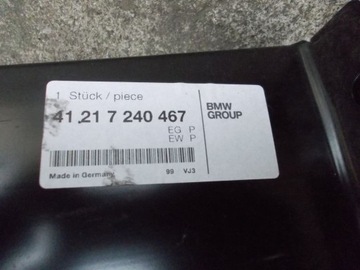 1 Stück / piece
41.21 7 240 467
EG P
EW P
BMW
GROUP
Made in Germany
99 VJ3